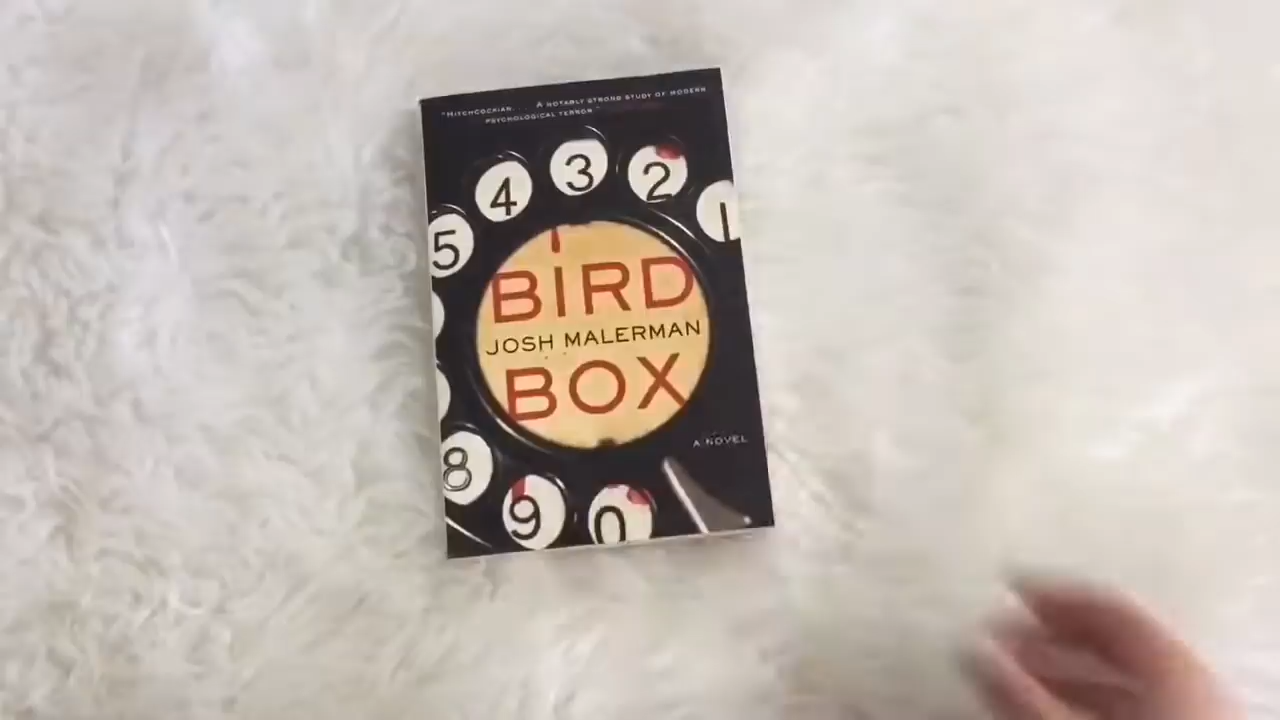 "HITCHCOCKIAN. . . . A NOTABLY STRONG STUDY OF MODERN
PSYCHOLOGICAL TERROR."
4 3 2
5 1
BiRD
JOSH MALERMAN
BOX
A NOVEL
8
9 0